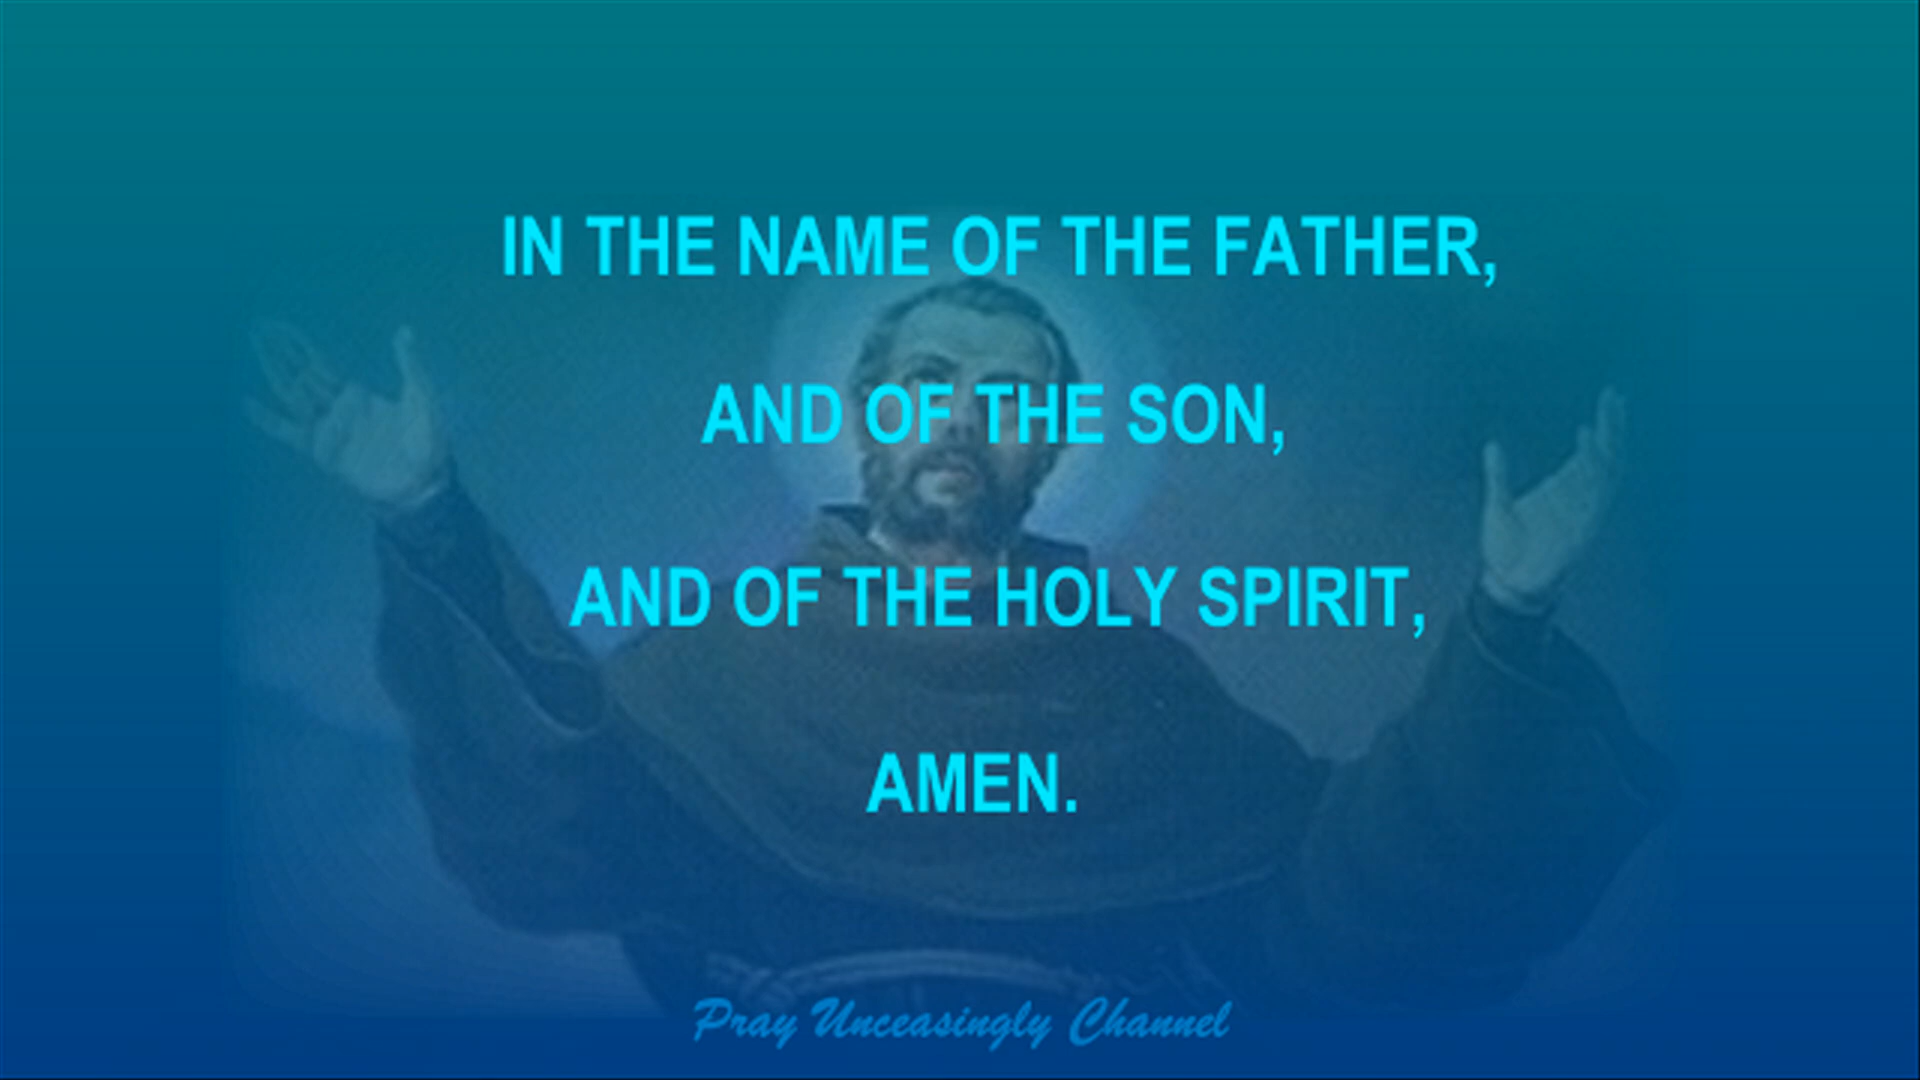 IN THE NAME OF THE FATHER,
AND OF THE SON,
AND OF THE HOLY SPIRIT,
AMEN.
Pray Unceasingly Channel